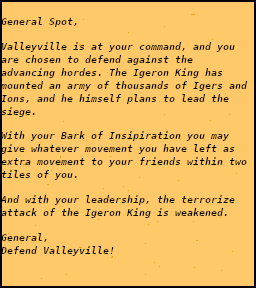 General Spot,
Valleyville is at your command, and you
are chosen to defend against the
advancing hordes. The Igeron King has
mounted an army of thousands of Igers and
Ions, and he himself plans to lead the
siege.
With your Bark of Insipiration you may
give whatever movement you have left as
extra movement to your friends within two
tiles of you.
And with your leadership, the terrorize
attack of the Igeron King is weakened.
General,
Defend Valleyville!